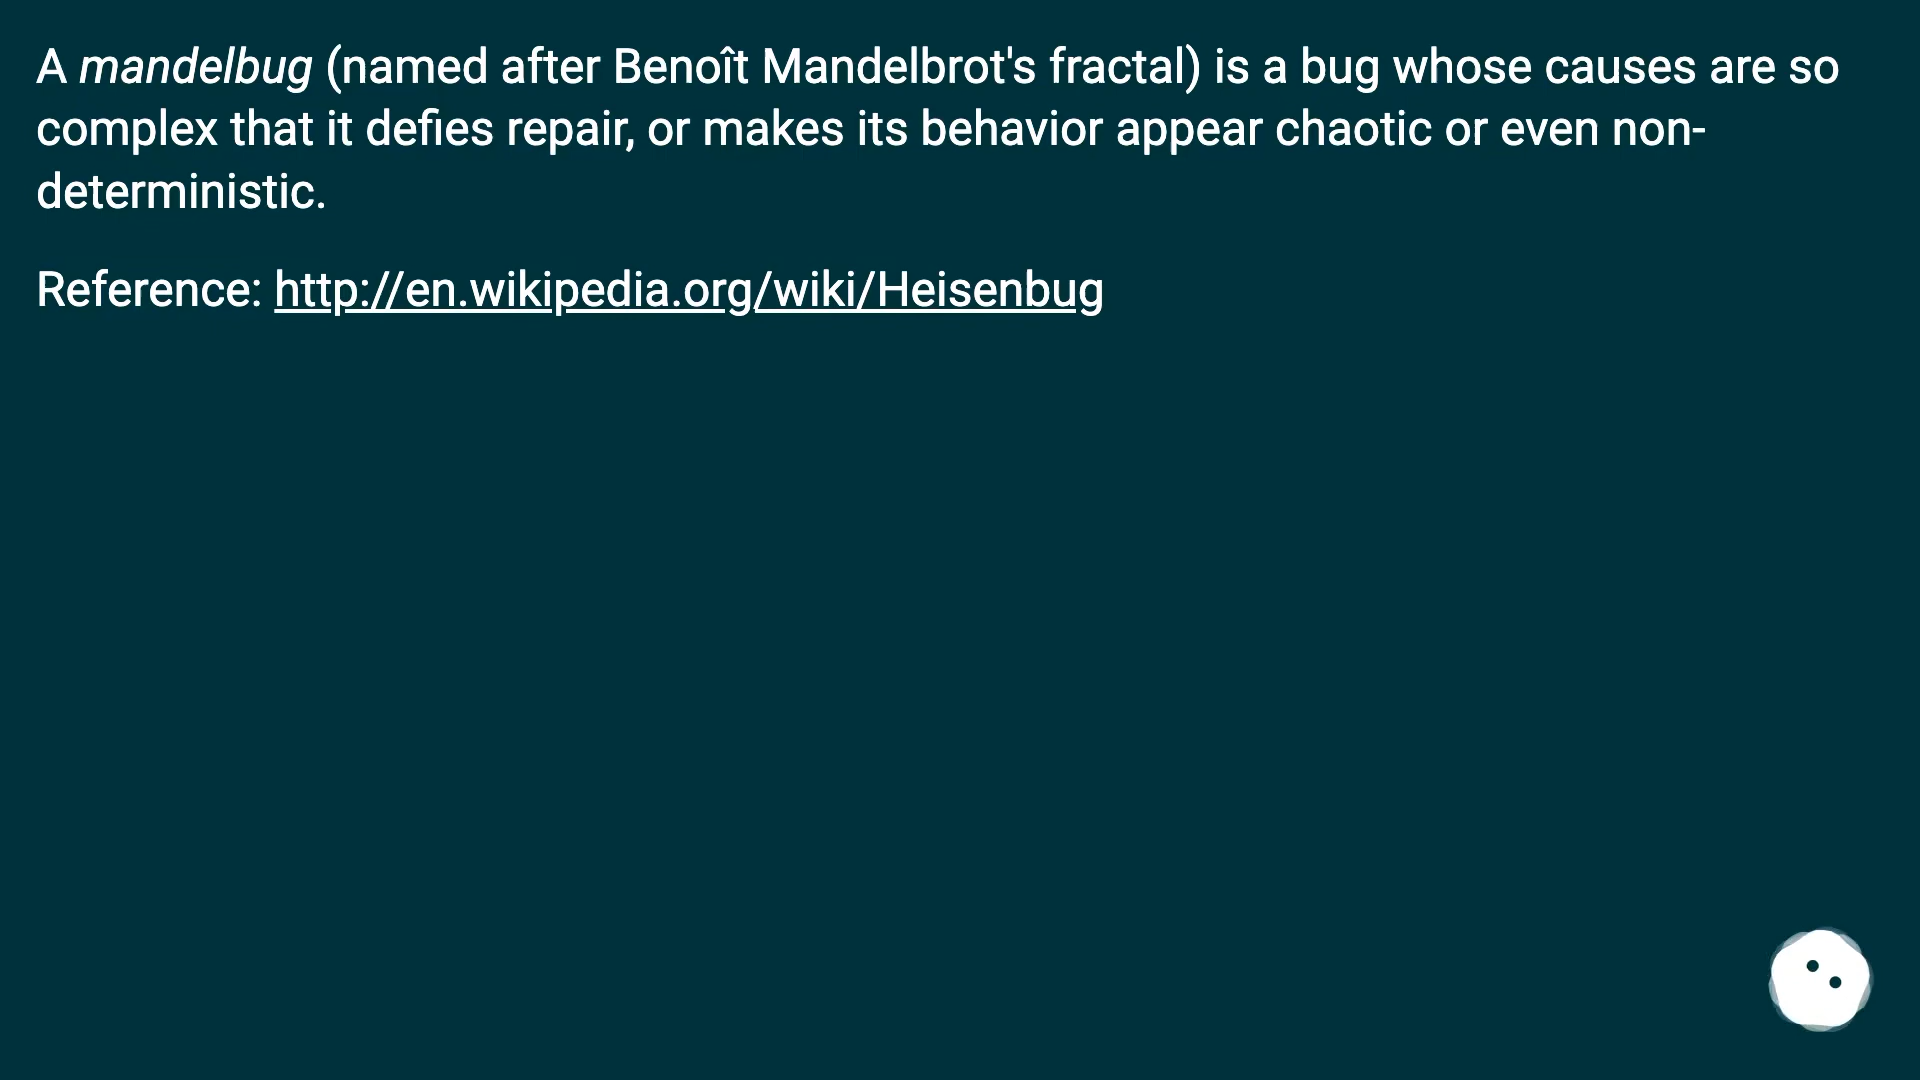 A mandelbug (named after Benoît Mandelbrot's fractal) is a bug whose causes are so
complex that it defies repair, or makes its behavior appear chaotic or even non-
deterministic.
Reference: http://en.wikipedia.org/wiki/Heisenbug